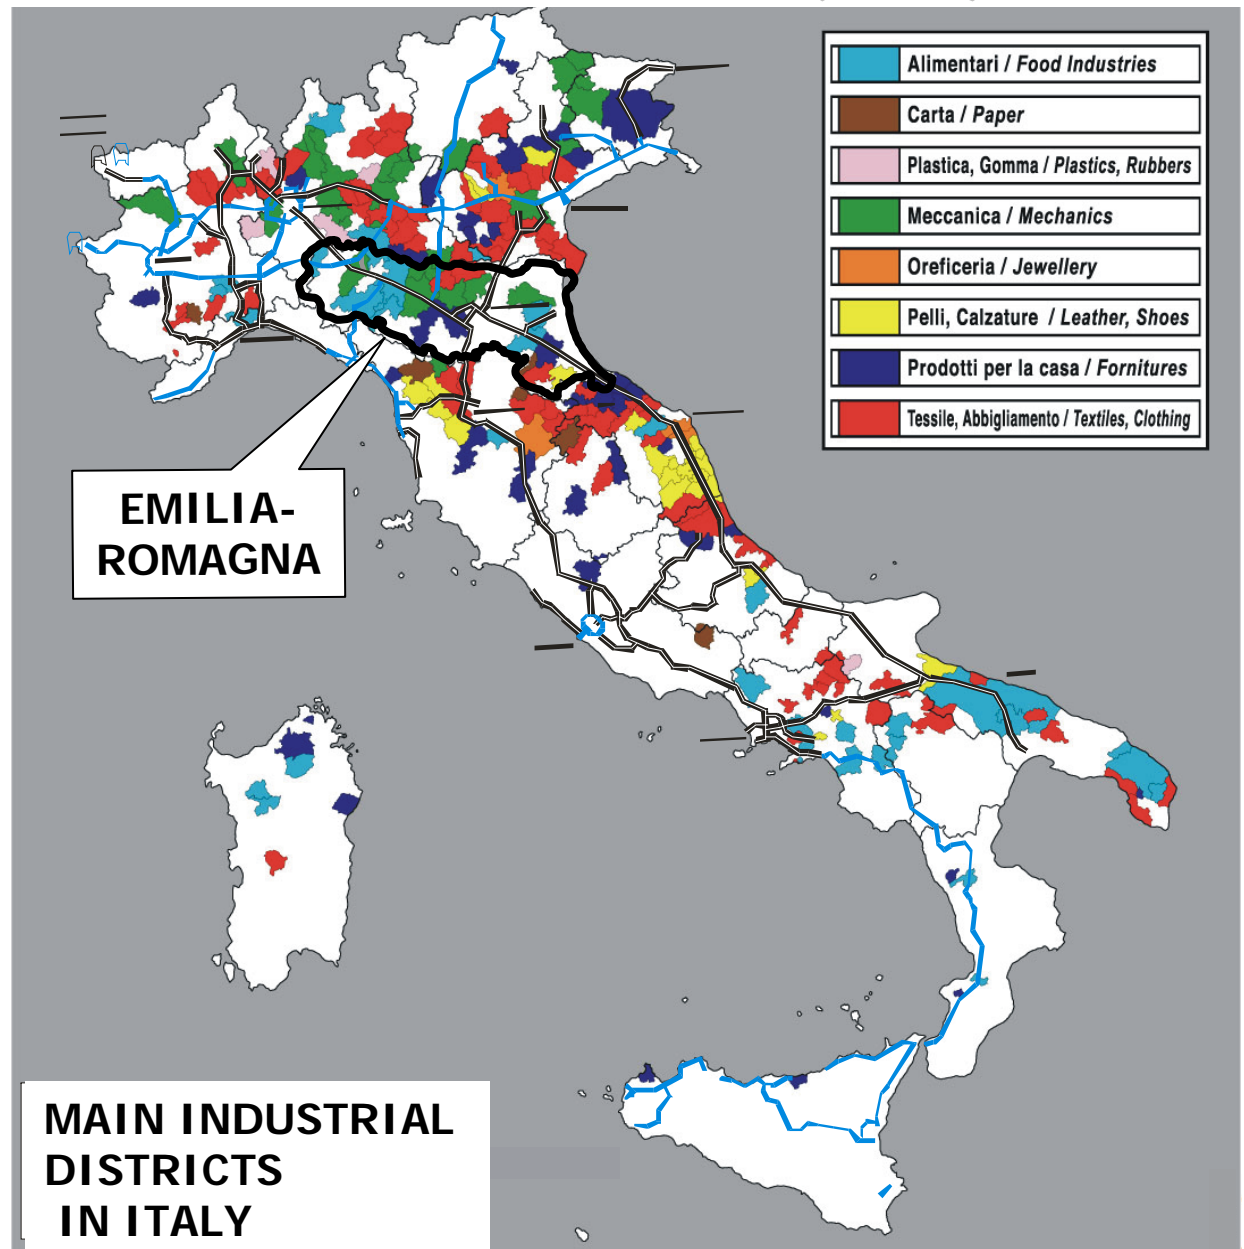 Alimentari / Food Industries
Carta / Paper
Plastica, Gomma / Plastics, Rubbers
Meccanica / Mechanics
Oreficeria / Jewellery
Pelli, Calzature / Leather, Shoes
Prodotti per la casa / Fornitures
Tessile, Abbigliamento / Textiles, Clothing
EMILIA-
ROMAGNA
MAIN INDUSTRIAL
DISTRICTS
IN ITALY